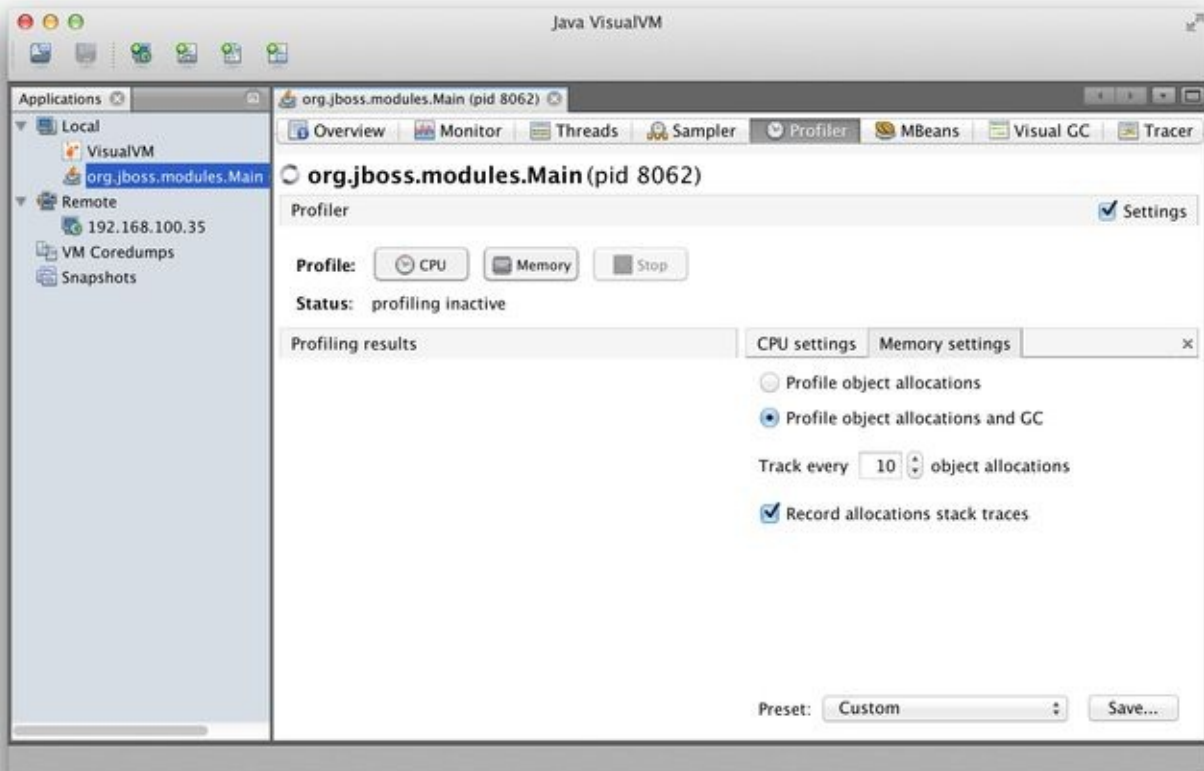 Java VisualVM
Applications
Local
VisualVM
org.jboss.modules.Main
Remote
192.168.100.35
VM Coredumps
Snapshots
org.jboss.modules.Main (pid 8062)
Overview Monitor Threads Sampler Profiler MBeans Visual GC Tracer
org.jboss.modules.Main (pid 8062)
Profiler Settings
Profile: CPU Memory Stop
Status: profiling inactive
Profiling results
CPU settings Memory settings
Profile object allocations
Profile object allocations and GC
Track every 10 object allocations
Record allocations stack traces
Preset: Custom Save...